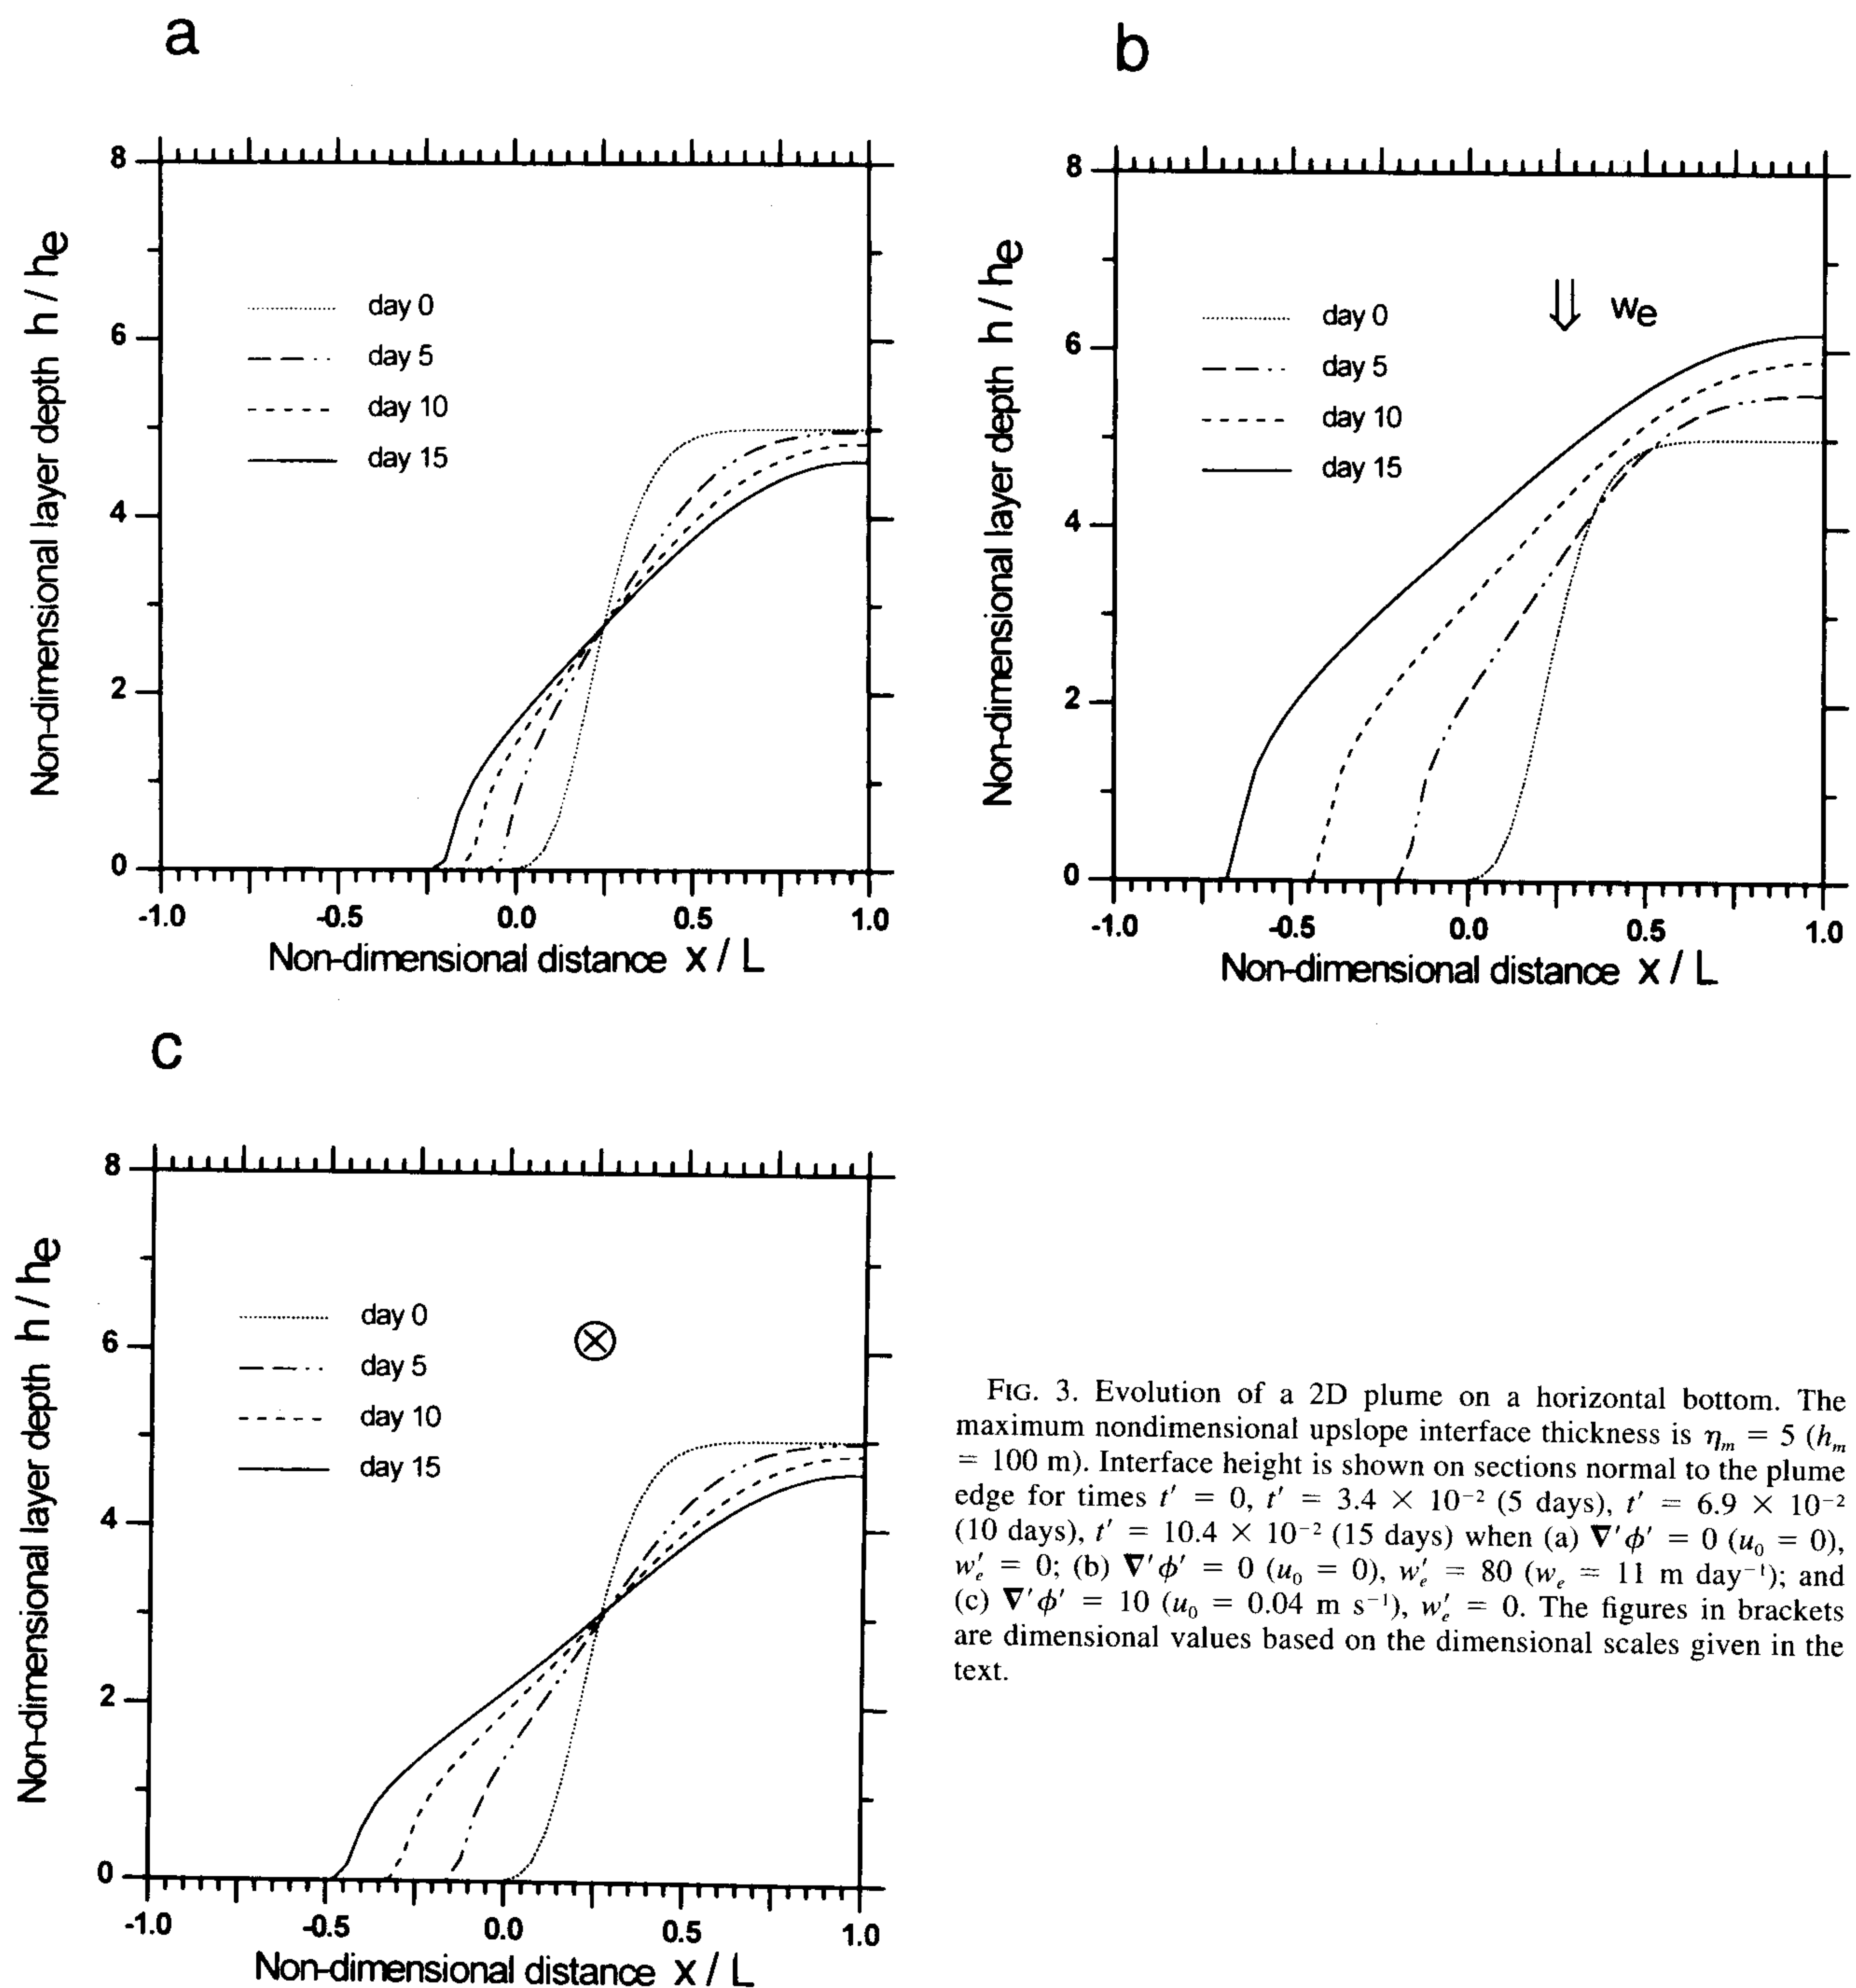 a
8
6
4
2
0
-1.0 -0.5 0.0 0.5 1.0
Non-dimensional layer depth h / he
day 0
day 5
day 10
day 15
Non-dimensional distance x / L
b
8
6
4
2
0
-1.0 -0.5 0.0 0.5 1.0
Non-dimensional layer depth h / he
day 0
day 5
day 10
day 15
we
Non-dimensional distance x / L
c
8
6
4
2
0
-1.0 -0.5 0.0 0.5 1.0
Non-dimensional layer depth h / he
day 0
day 5
day 10
day 15
Non-dimensional distance x / L
FIG. 3. Evolution of a 2D plume on a horizontal bottom. The
maximum nondimensional upslope interface thickness is ηₘ = 5 (hₘ
= 100 m). Interface height is shown on sections normal to the plume
edge for times t′ = 0, t′ = 3.4 × 10⁻² (5 days), t′ = 6.9 × 10⁻²
(10 days), t′ = 10.4 × 10⁻² (15 days) when (a) ∇′ϕ′ = 0 (u₀ = 0),
w′ₑ = 0; (b) ∇′ϕ′ = 0 (u₀ = 0), w′ₑ = 80 (wₑ = 11 m day⁻¹); and
(c) ∇′ϕ′ = 10 (u₀ = 0.04 m s⁻¹), w′ₑ = 0. The figures in brackets
are dimensional values based on the dimensional scales given in the
text.